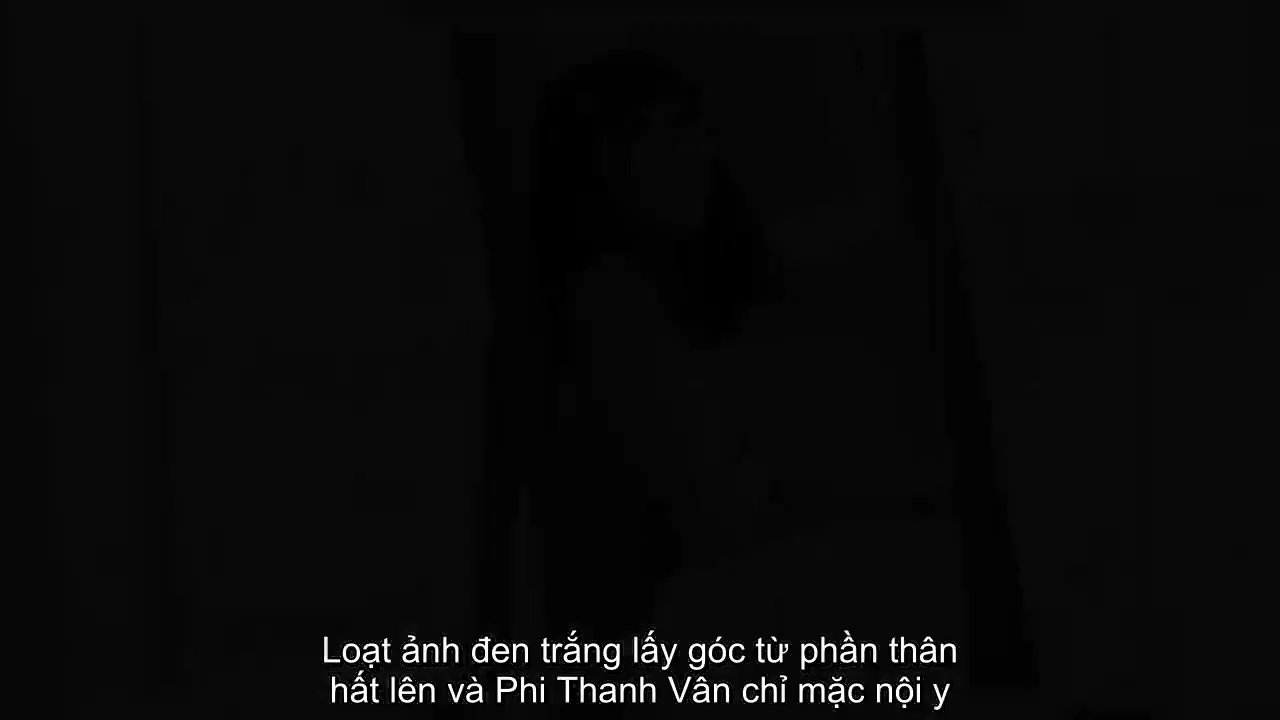 Loạt ảnh đen trắng lấy góc từ phần thân
hất lên và Phi Thanh Vân chỉ mặc nội y